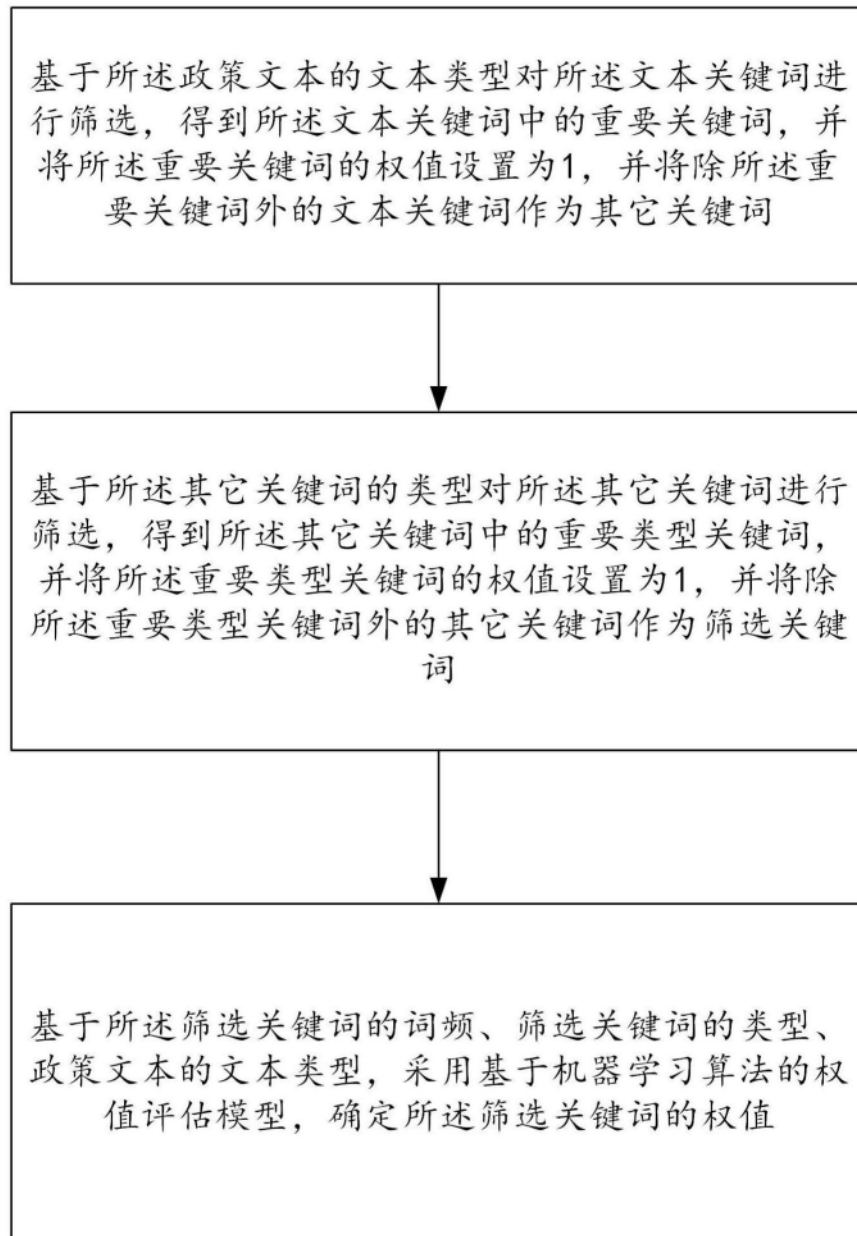 基于所述政策文本的文本类型对所述文本关键词进
行筛选，得到所述文本关键词中的重要关键词，并
将所述重要关键词的权值设置为1，并将除所述重
要关键词外的文本关键词作为其它关键词
基于所述其它关键词的类型对所述其它关键词进行
筛选，得到所述其它关键词中的重要类型关键词，
并将所述重要类型关键词的权值设置为1，并将除
所述重要类型关键词外的其它关键词作为筛选关键
词
基于所述筛选关键词的词频、筛选关键词的类型、
政策文本的文本类型，采用基于机器学习算法的权
值评估模型，确定所述筛选关键词的权值